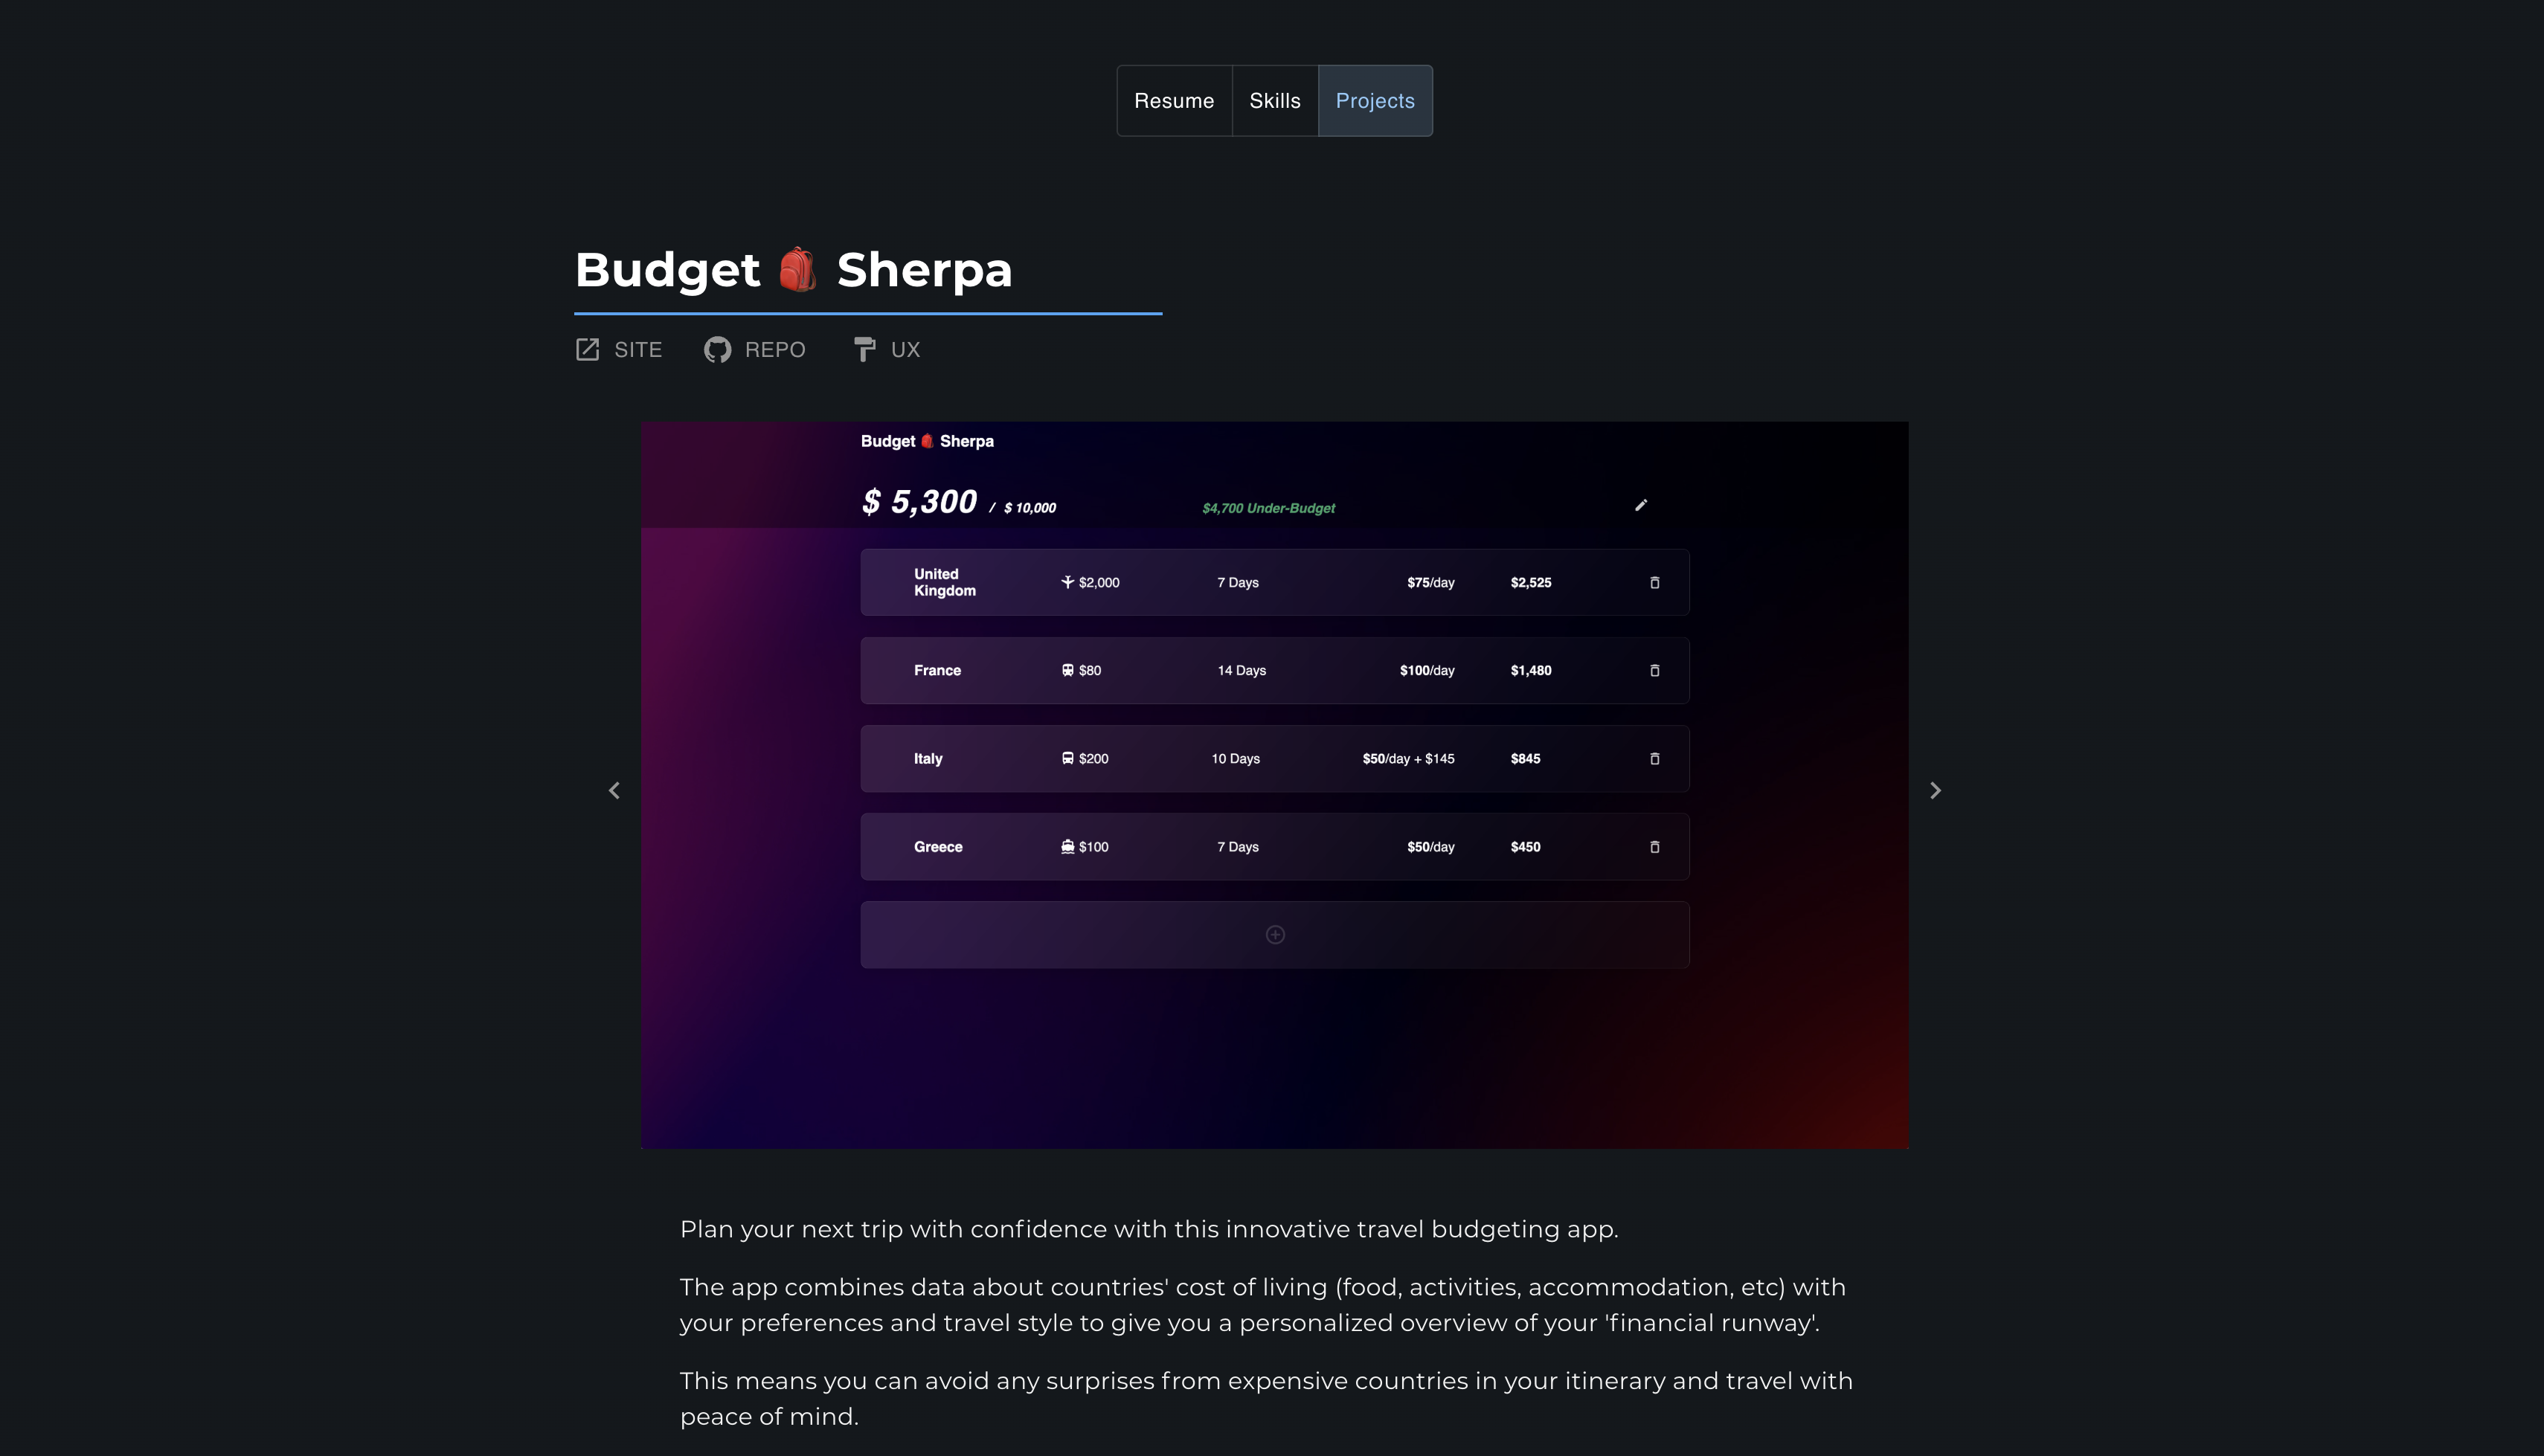 Resume Skills Projects
Budget Sherpa
SITE REPO UX
Budget Sherpa
$ 5,300 / $ 10,000 $4,700 Under-Budget
United Kingdom $2,000 7 Days $75/day $2,525
France $80 14 Days $100/day $1,480
Italy $200 10 Days $50/day + $145 $845
Greece $100 7 Days $50/day $450
Plan your next trip with confidence with this innovative travel budgeting app.
The app combines data about countries' cost of living (food, activities, accommodation, etc) with
your preferences and travel style to give you a personalized overview of your 'financial runway'.
This means you can avoid any surprises from expensive countries in your itinerary and travel with
peace of mind.